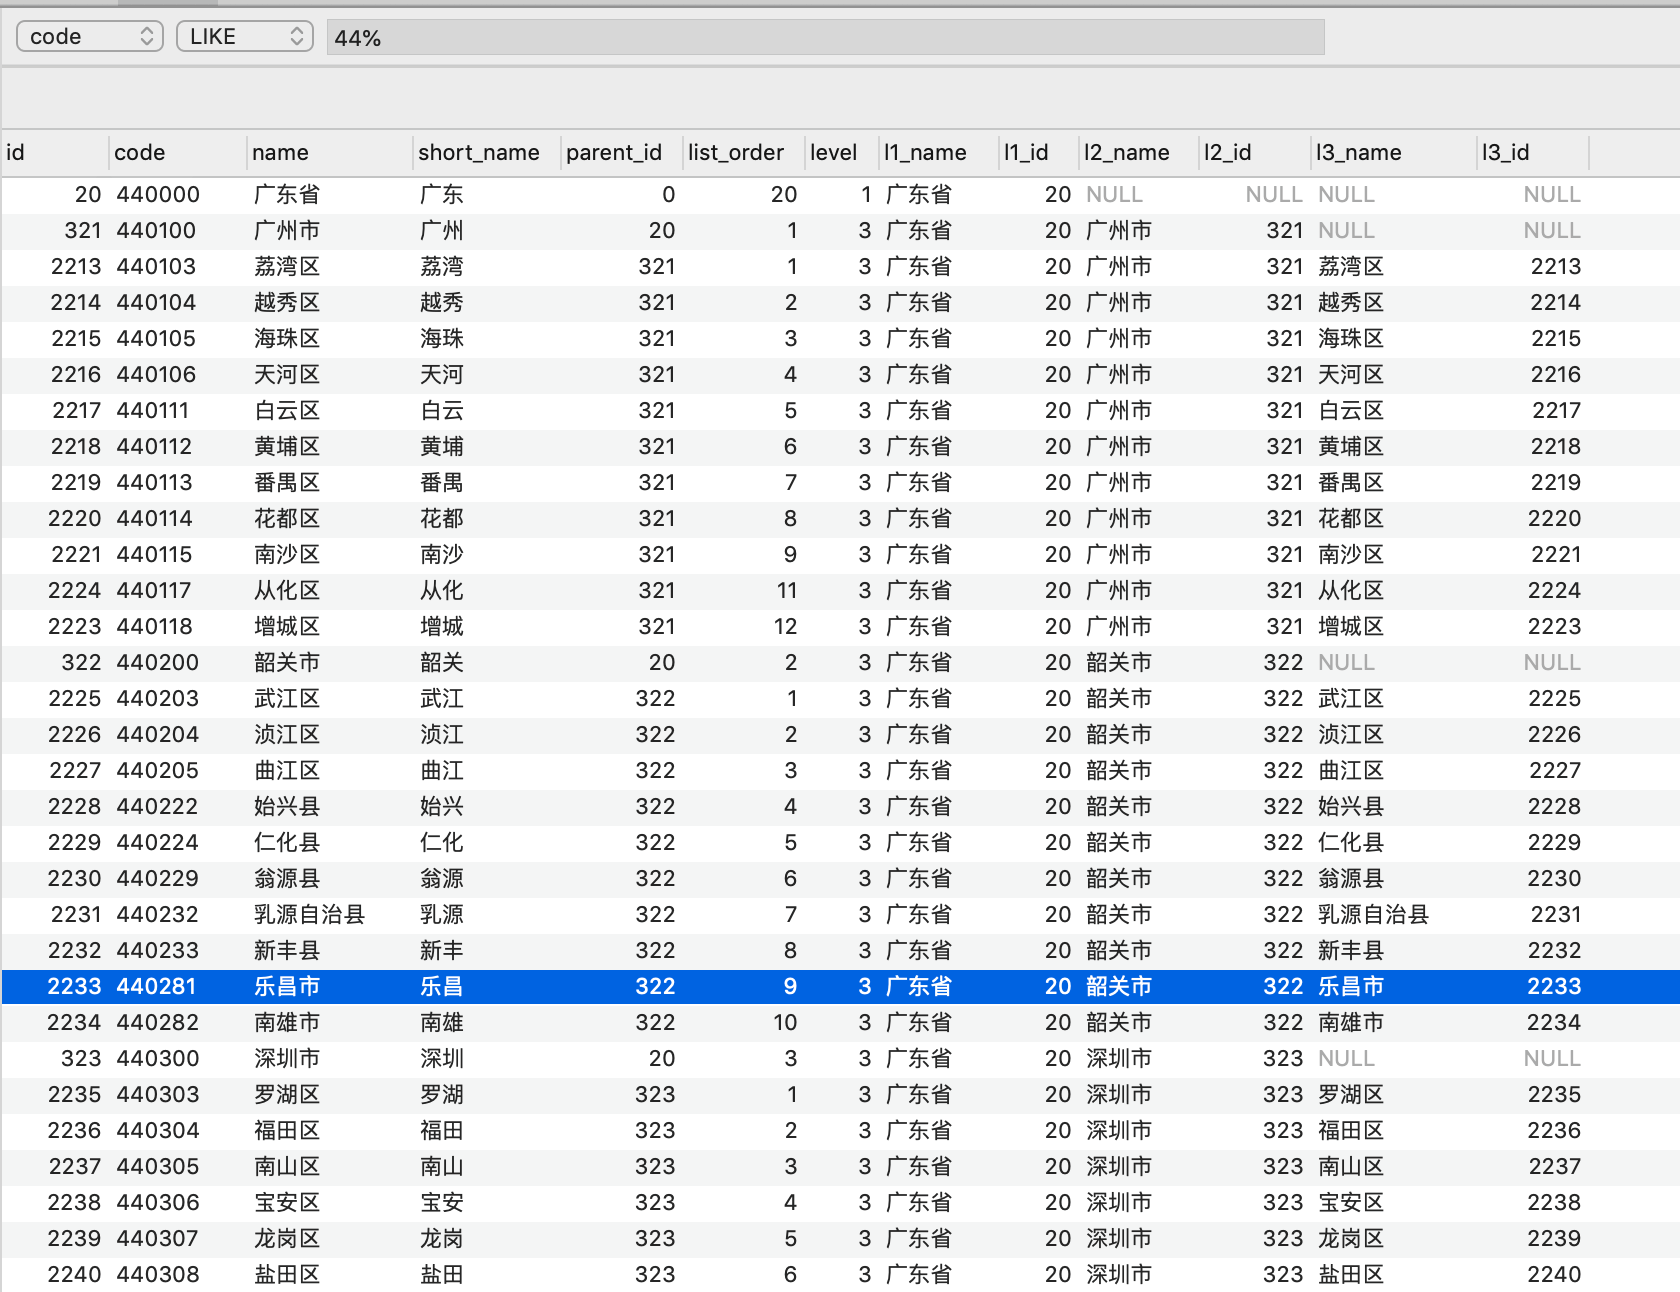 code LIKE 44%
id code name short_name parent_id list_order level l1_name l1_id l2_name l2_id l3_name l3_id
20 440000 广东省 广东 0 20 1 广东省 20 NULL NULL NULL NULL
321 440100 广州市 广州 20 1 3 广东省 20 广州市 321 NULL NULL
2213 440103 荔湾区 荔湾 321 1 3 广东省 20 广州市 321 荔湾区 2213
2214 440104 越秀区 越秀 321 2 3 广东省 20 广州市 321 越秀区 2214
2215 440105 海珠区 海珠 321 3 3 广东省 20 广州市 321 海珠区 2215
2216 440106 天河区 天河 321 4 3 广东省 20 广州市 321 天河区 2216
2217 440111 白云区 白云 321 5 3 广东省 20 广州市 321 白云区 2217
2218 440112 黄埔区 黄埔 321 6 3 广东省 20 广州市 321 黄埔区 2218
2219 440113 番禺区 番禺 321 7 3 广东省 20 广州市 321 番禺区 2219
2220 440114 花都区 花都 321 8 3 广东省 20 广州市 321 花都区 2220
2221 440115 南沙区 南沙 321 9 3 广东省 20 广州市 321 南沙区 2221
2224 440117 从化区 从化 321 11 3 广东省 20 广州市 321 从化区 2224
2223 440118 增城区 增城 321 12 3 广东省 20 广州市 321 增城区 2223
322 440200 韶关市 韶关 20 2 3 广东省 20 韶关市 322 NULL NULL
2225 440203 武江区 武江 322 1 3 广东省 20 韶关市 322 武江区 2225
2226 440204 浈江区 浈江 322 2 3 广东省 20 韶关市 322 浈江区 2226
2227 440205 曲江区 曲江 322 3 3 广东省 20 韶关市 322 曲江区 2227
2228 440222 始兴县 始兴 322 4 3 广东省 20 韶关市 322 始兴县 2228
2229 440224 仁化县 仁化 322 5 3 广东省 20 韶关市 322 仁化县 2229
2230 440229 翁源县 翁源 322 6 3 广东省 20 韶关市 322 翁源县 2230
2231 440232 乳源自治县 乳源 322 7 3 广东省 20 韶关市 322 乳源自治县 2231
2232 440233 新丰县 新丰 322 8 3 广东省 20 韶关市 322 新丰县 2232
2233 440281 乐昌市 乐昌 322 9 3 广东省 20 韶关市 322 乐昌市 2233
2234 440282 南雄市 南雄 322 10 3 广东省 20 韶关市 322 南雄市 2234
323 440300 深圳市 深圳 20 3 3 广东省 20 深圳市 323 NULL NULL
2235 440303 罗湖区 罗湖 323 1 3 广东省 20 深圳市 323 罗湖区 2235
2236 440304 福田区 福田 323 2 3 广东省 20 深圳市 323 福田区 2236
2237 440305 南山区 南山 323 3 3 广东省 20 深圳市 323 南山区 2237
2238 440306 宝安区 宝安 323 4 3 广东省 20 深圳市 323 宝安区 2238
2239 440307 龙岗区 龙岗 323 5 3 广东省 20 深圳市 323 龙岗区 2239
2240 440308 盐田区 盐田 323 6 3 广东省 20 深圳市 323 盐田区 2240